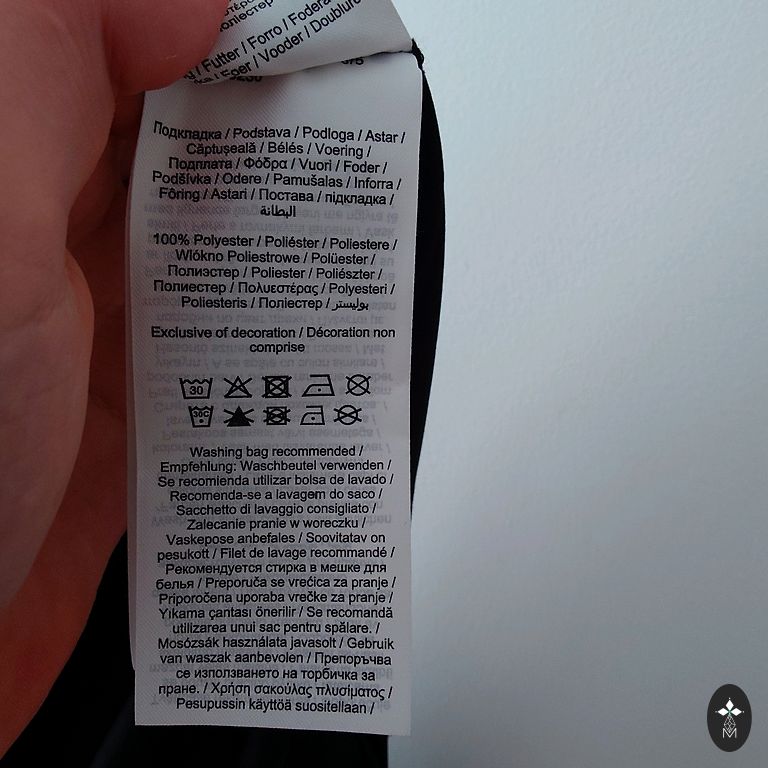 / Futter / Forro / Fodera
/ Fóer / Vooder / Doublure
Подкладка / Podstava / Podloga / Astar /
Căptușeală / Bélés / Voering /
Подплата / Φόδρα / Vuori / Foder /
Podšívka / Odere / Pamušalas / Inforra /
Fôring / Astari / Постава / підкладка /
البطانة
100% Polyester / Poliéster / Poliestere /
Włókno Poliestrowe / Polüester /
Полиэстер / Poliester / Poliészter /
Полиестер / Πολυεστέρας / Polyesteri /
Poliesteris / Поліестер / بوليستر
Exclusive of decoration / Décoration non
comprise
30
30C
Washing bag recommended /
Empfehlung: Waschbeutel verwenden /
Se recomienda utilizar bolsa de lavado /
Recomenda-se a lavagem do saco /
Sacchetto di lavaggio consigliato /
Zalecanie pranie w woreczku /
Vaskepose anbefales / Soovitatav on
pesukott / Filet de lavage recommandé /
Рекомендуется стирка в мешке для
белья / Preporuča se vrećica za pranje /
Priporočena uporaba vrečke za pranje /
Yıkama çantası önerilir / Se recomandă
utilizarea unui sac pentru spălare. /
Mosózsák használata javasolt / Gebruik
van waszak aanbevolen / Препоръчва
се използването на торбичка за
пране. / Χρήση σακούλας πλυσίματος /
Pesupussin käyttöä suositellaan /
M